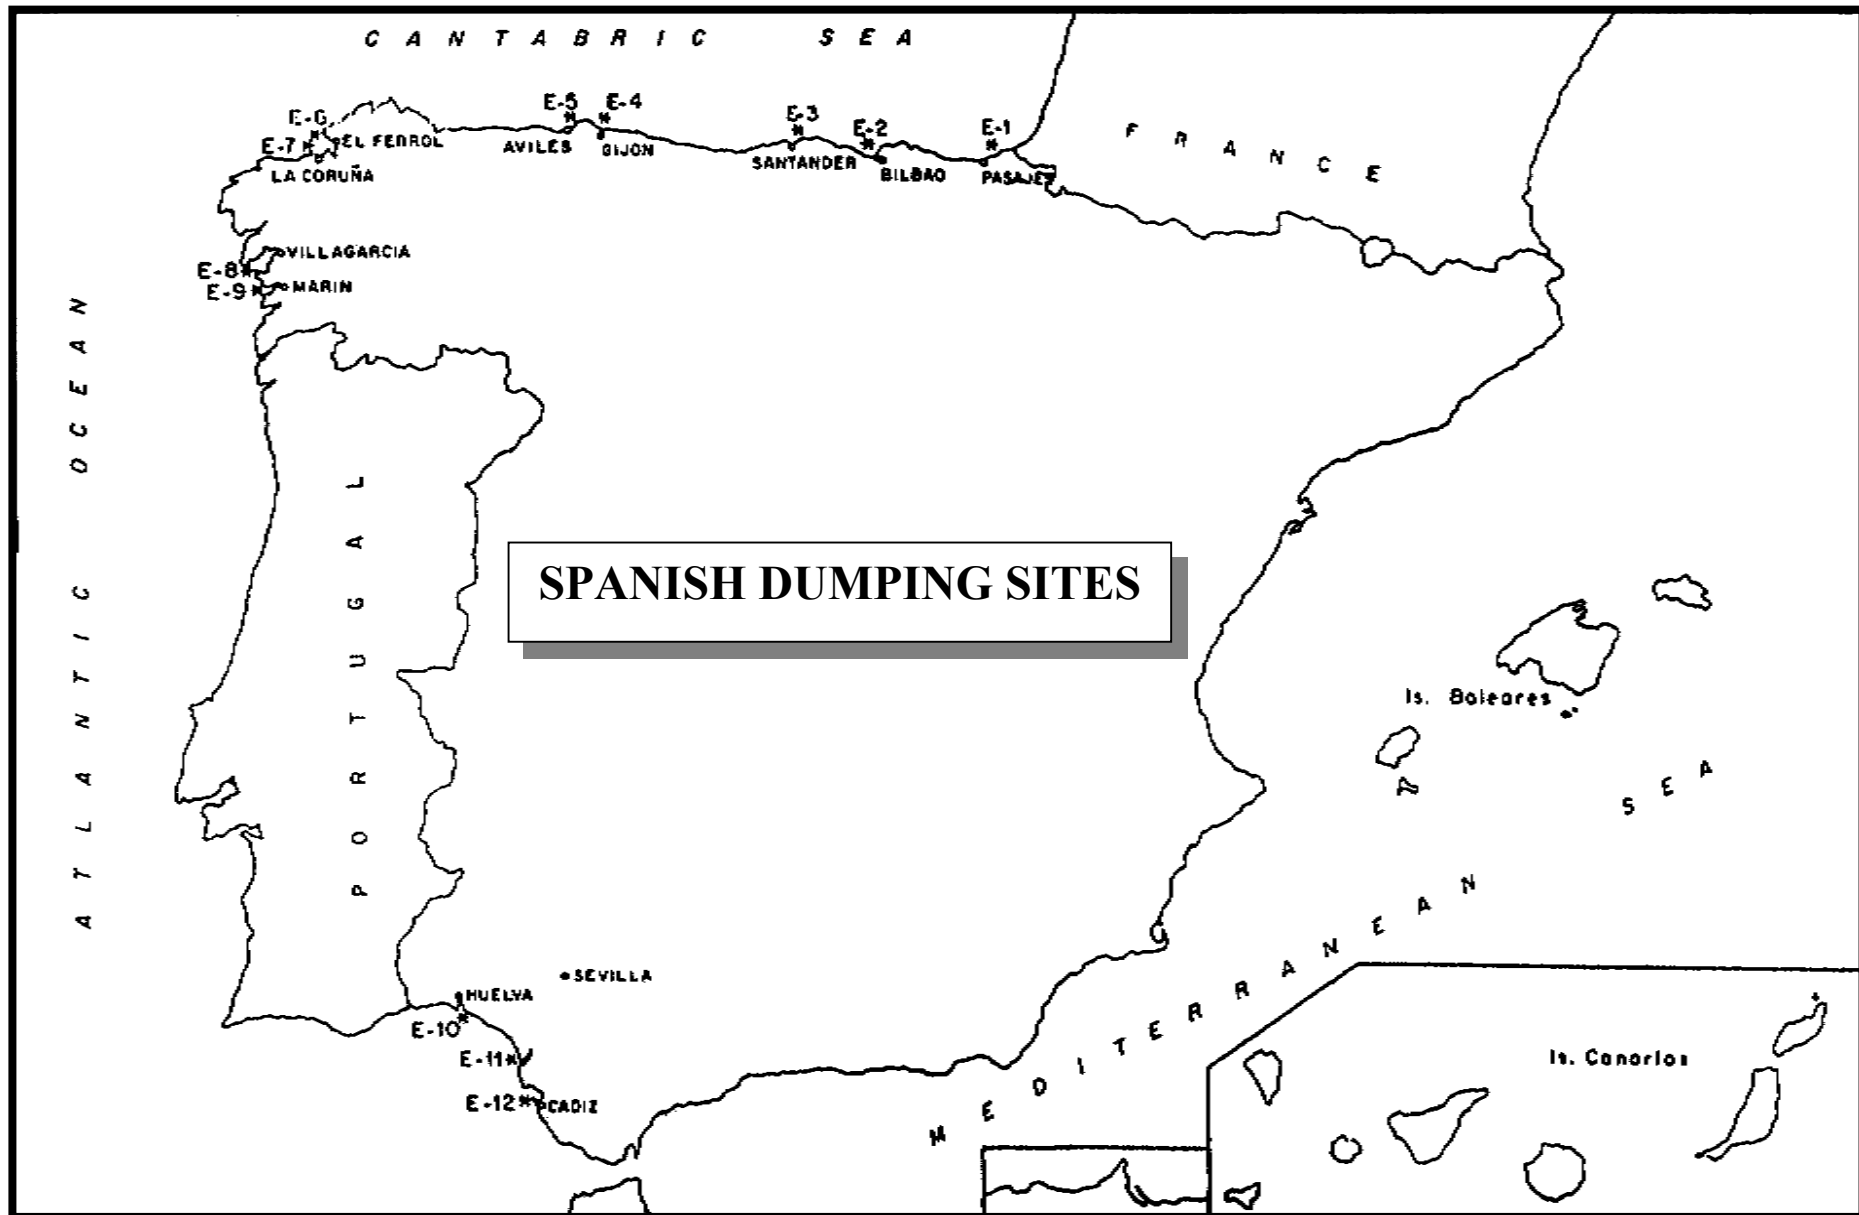 CANTABRIC SEA
E-5 E-4
E-6 E-3 E-2 E-1
E-7 EL FERROL
AVILES GIJON SANTANDER BILBAO PASAJES
LA CORUÑA
FRANCE
VILLAGARCIA
E-8
E-9 MARIN
ATLANTIC OCEAN
PORTUGAL
SPANISH DUMPING SITES
Is. Baleares
MEDITERRANEAN SEA
SEVILLA
HUELVA
E-10
E-11
E-12 CADIZ
Is. Canarias